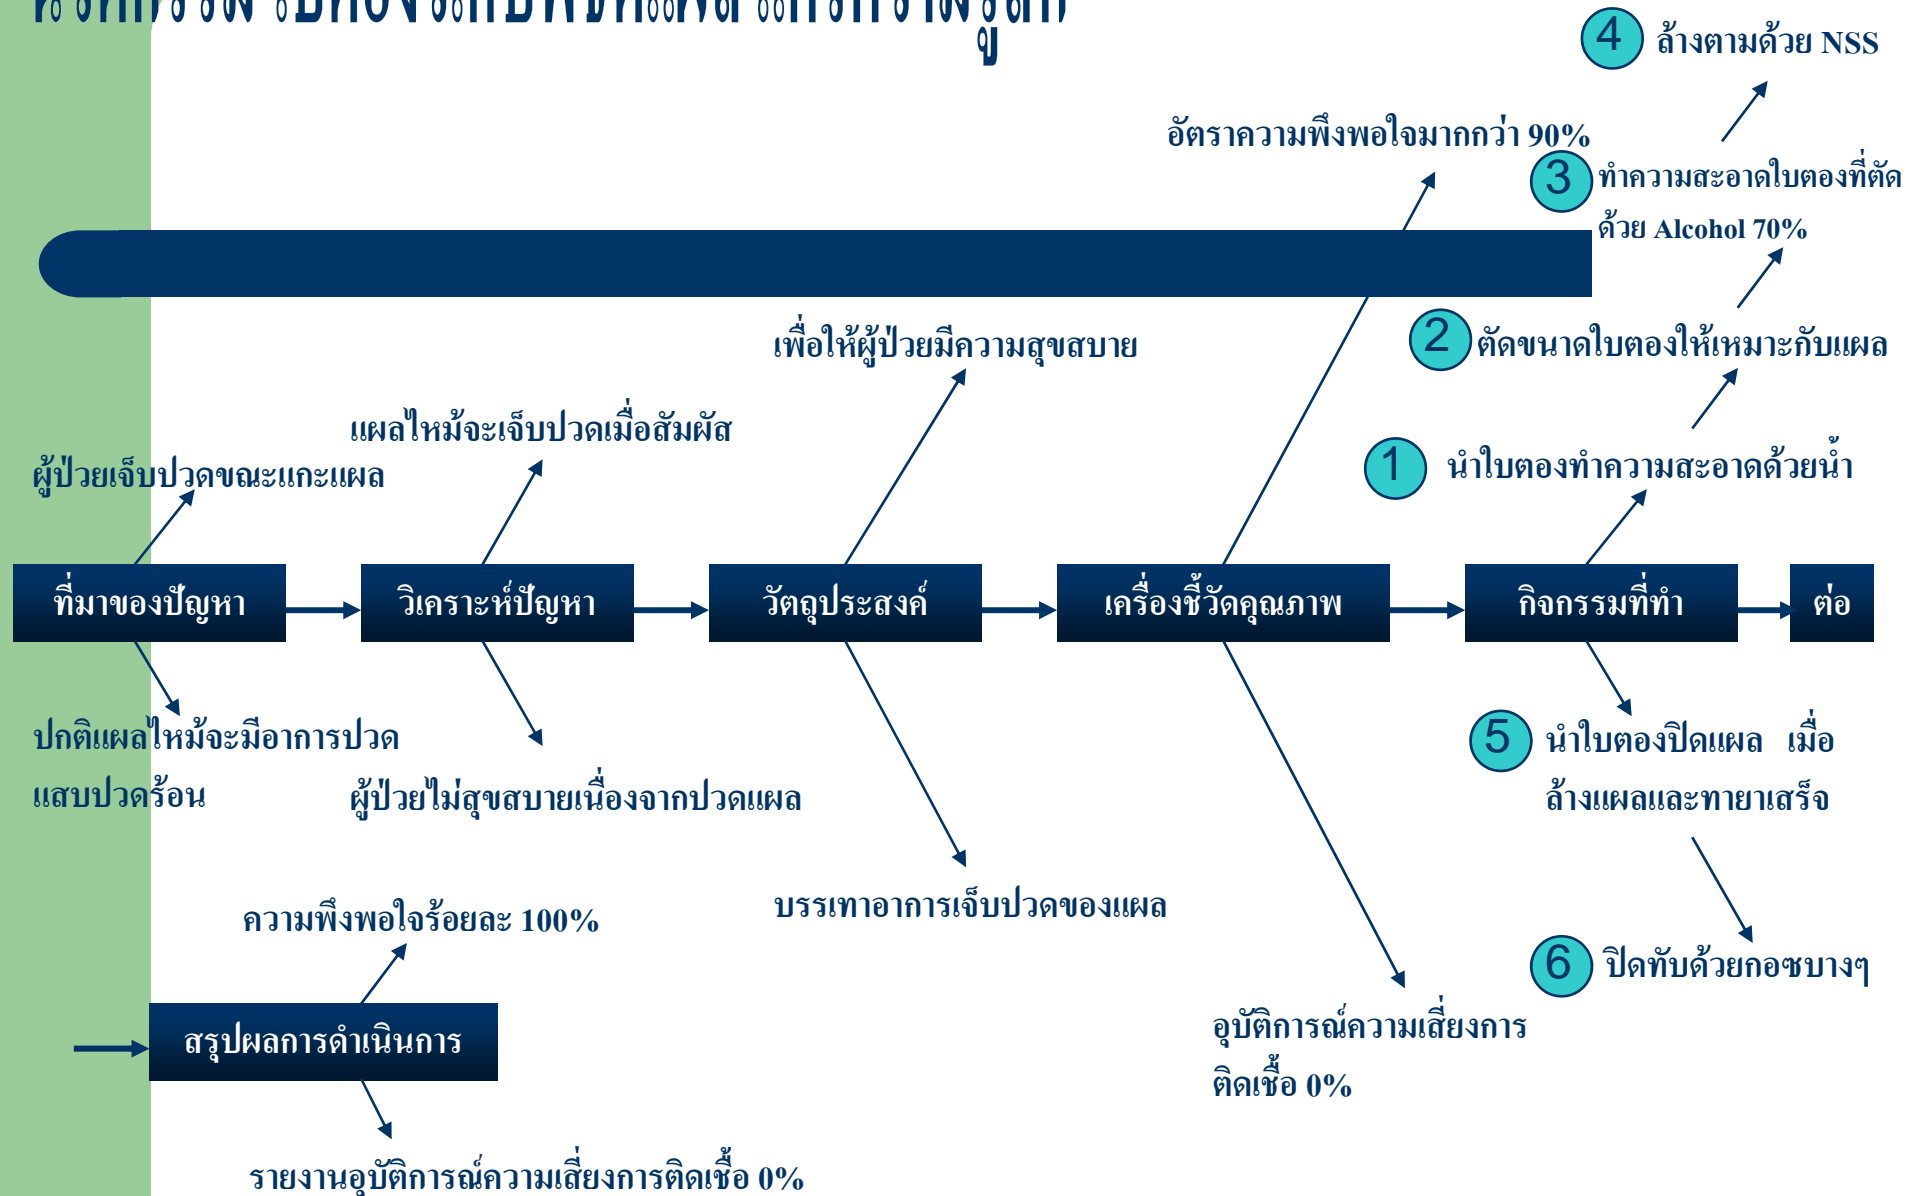 4 ล้างตามด้วย NSS
อัตราความพึงพอใจมากกว่า 90%
3 ทำความสะอาดใบตองที่ตัด
ด้วย Alcohol 70%
เพื่อให้ผู้ป่วยมีความสุขสบาย
2 ตัดขนาดใบตองให้เหมาะกับแผล
แผลไหม้จะเจ็บปวดเมื่อสัมผัส
ผู้ป่วยเจ็บปวดขณะแกะแผล
1 นำใบตองทำความสะอาดด้วยน้ำ
ที่มาของปัญหา
วิเคราะห์ปัญหา
วัตถุประสงค์
เครื่องชี้วัดคุณภาพ
กิจกรรมที่ทำ
ต่อ
ปกติแผลไหม้จะมีอาการปวด
แสบปวดร้อน
ผู้ป่วยไม่สุขสบายเนื่องจากปวดแผล
5 นำใบตองปิดแผล เมื่อ
ล้างแผลและทายาเสร็จ
บรรเทาอาการเจ็บปวดของแผล
6 ปิดทับด้วยกอซบางๆ
อุบัติการณ์ความเสี่ยงการ
ติดเชื้อ 0%
ความพึงพอใจร้อยละ 100%
สรุปผลการดำเนินการ
รายงานอุบัติการณ์ความเสี่ยงการติดเชื้อ 0%